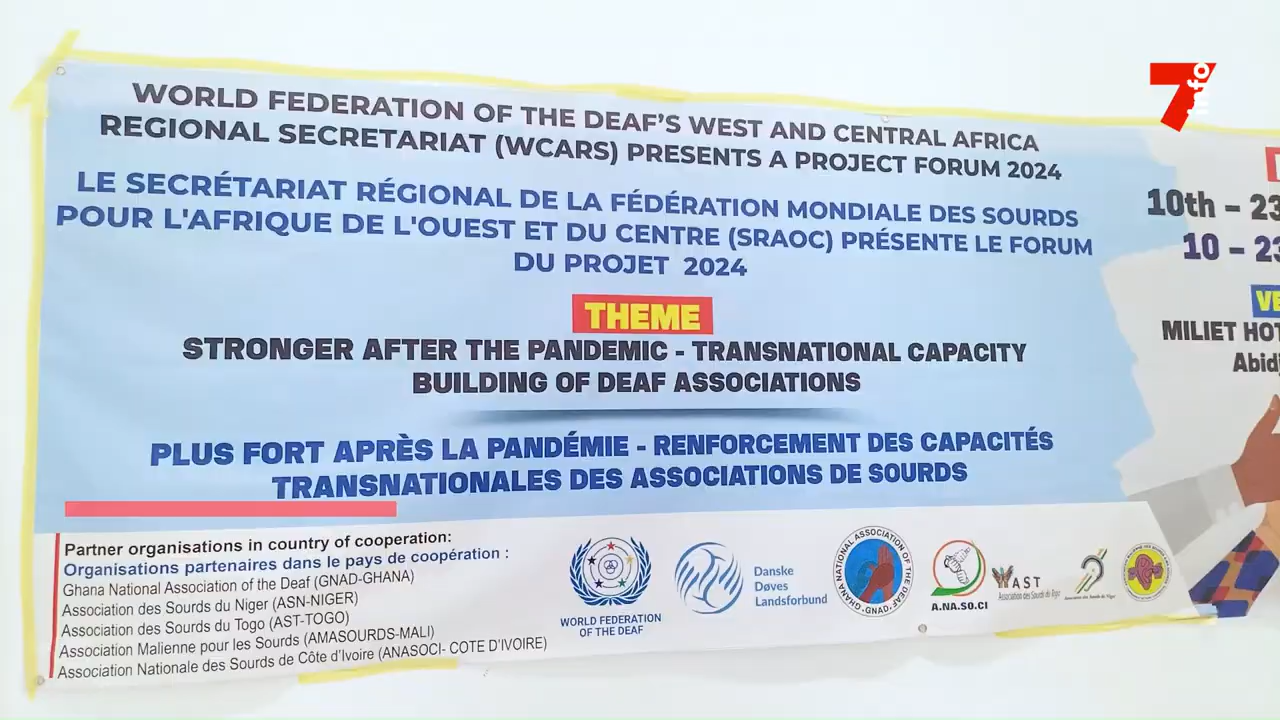 7 info
WORLD FEDERATION OF THE DEAF'S WEST AND CENTRAL AFRICA
REGIONAL SECRETARIAT (WCARS) PRESENTS A PROJECT FORUM 2024
LE SECRÉTARIAT RÉGIONAL DE LA FÉDÉRATION MONDIALE DES SOURDS
POUR L'AFRIQUE DE L'OUEST ET DU CENTRE (SRAOC) PRÉSENTE LE FORUM
DU PROJET 2024
THEME
STRONGER AFTER THE PANDEMIC - TRANSNATIONAL CAPACITY
BUILDING OF DEAF ASSOCIATIONS
PLUS FORT APRÈS LA PANDÉMIE - RENFORCEMENT DES CAPACITÉS
TRANSNATIONALES DES ASSOCIATIONS DE SOURDS
10th - 23
10 - 23
MILIET HOT
Abidj
Partner organisations in country of cooperation:
Organisations partenaires dans le pays de coopération :
Ghana National Association of the Deaf (GNAD-GHANA)
Association des Sourds du Niger (ASN-NIGER)
Association des Sourds du Togo (AST-TOGO)
Association Malienne pour les Sourds (AMASOURDS-MALI)
Association Nationale des Sourds de Côte d'Ivoire (ANASOCI- COTE D'IVOIRE)
WORLD FEDERATION
OF THE DEAF
Danske
Døves
Landsforbund
GHANA NATIONAL ASSOCIATION OF THE DEAF
GNAD
A.NA.SO.CI
AST
Association des Sourds du Togo
Association des Sourds du Niger